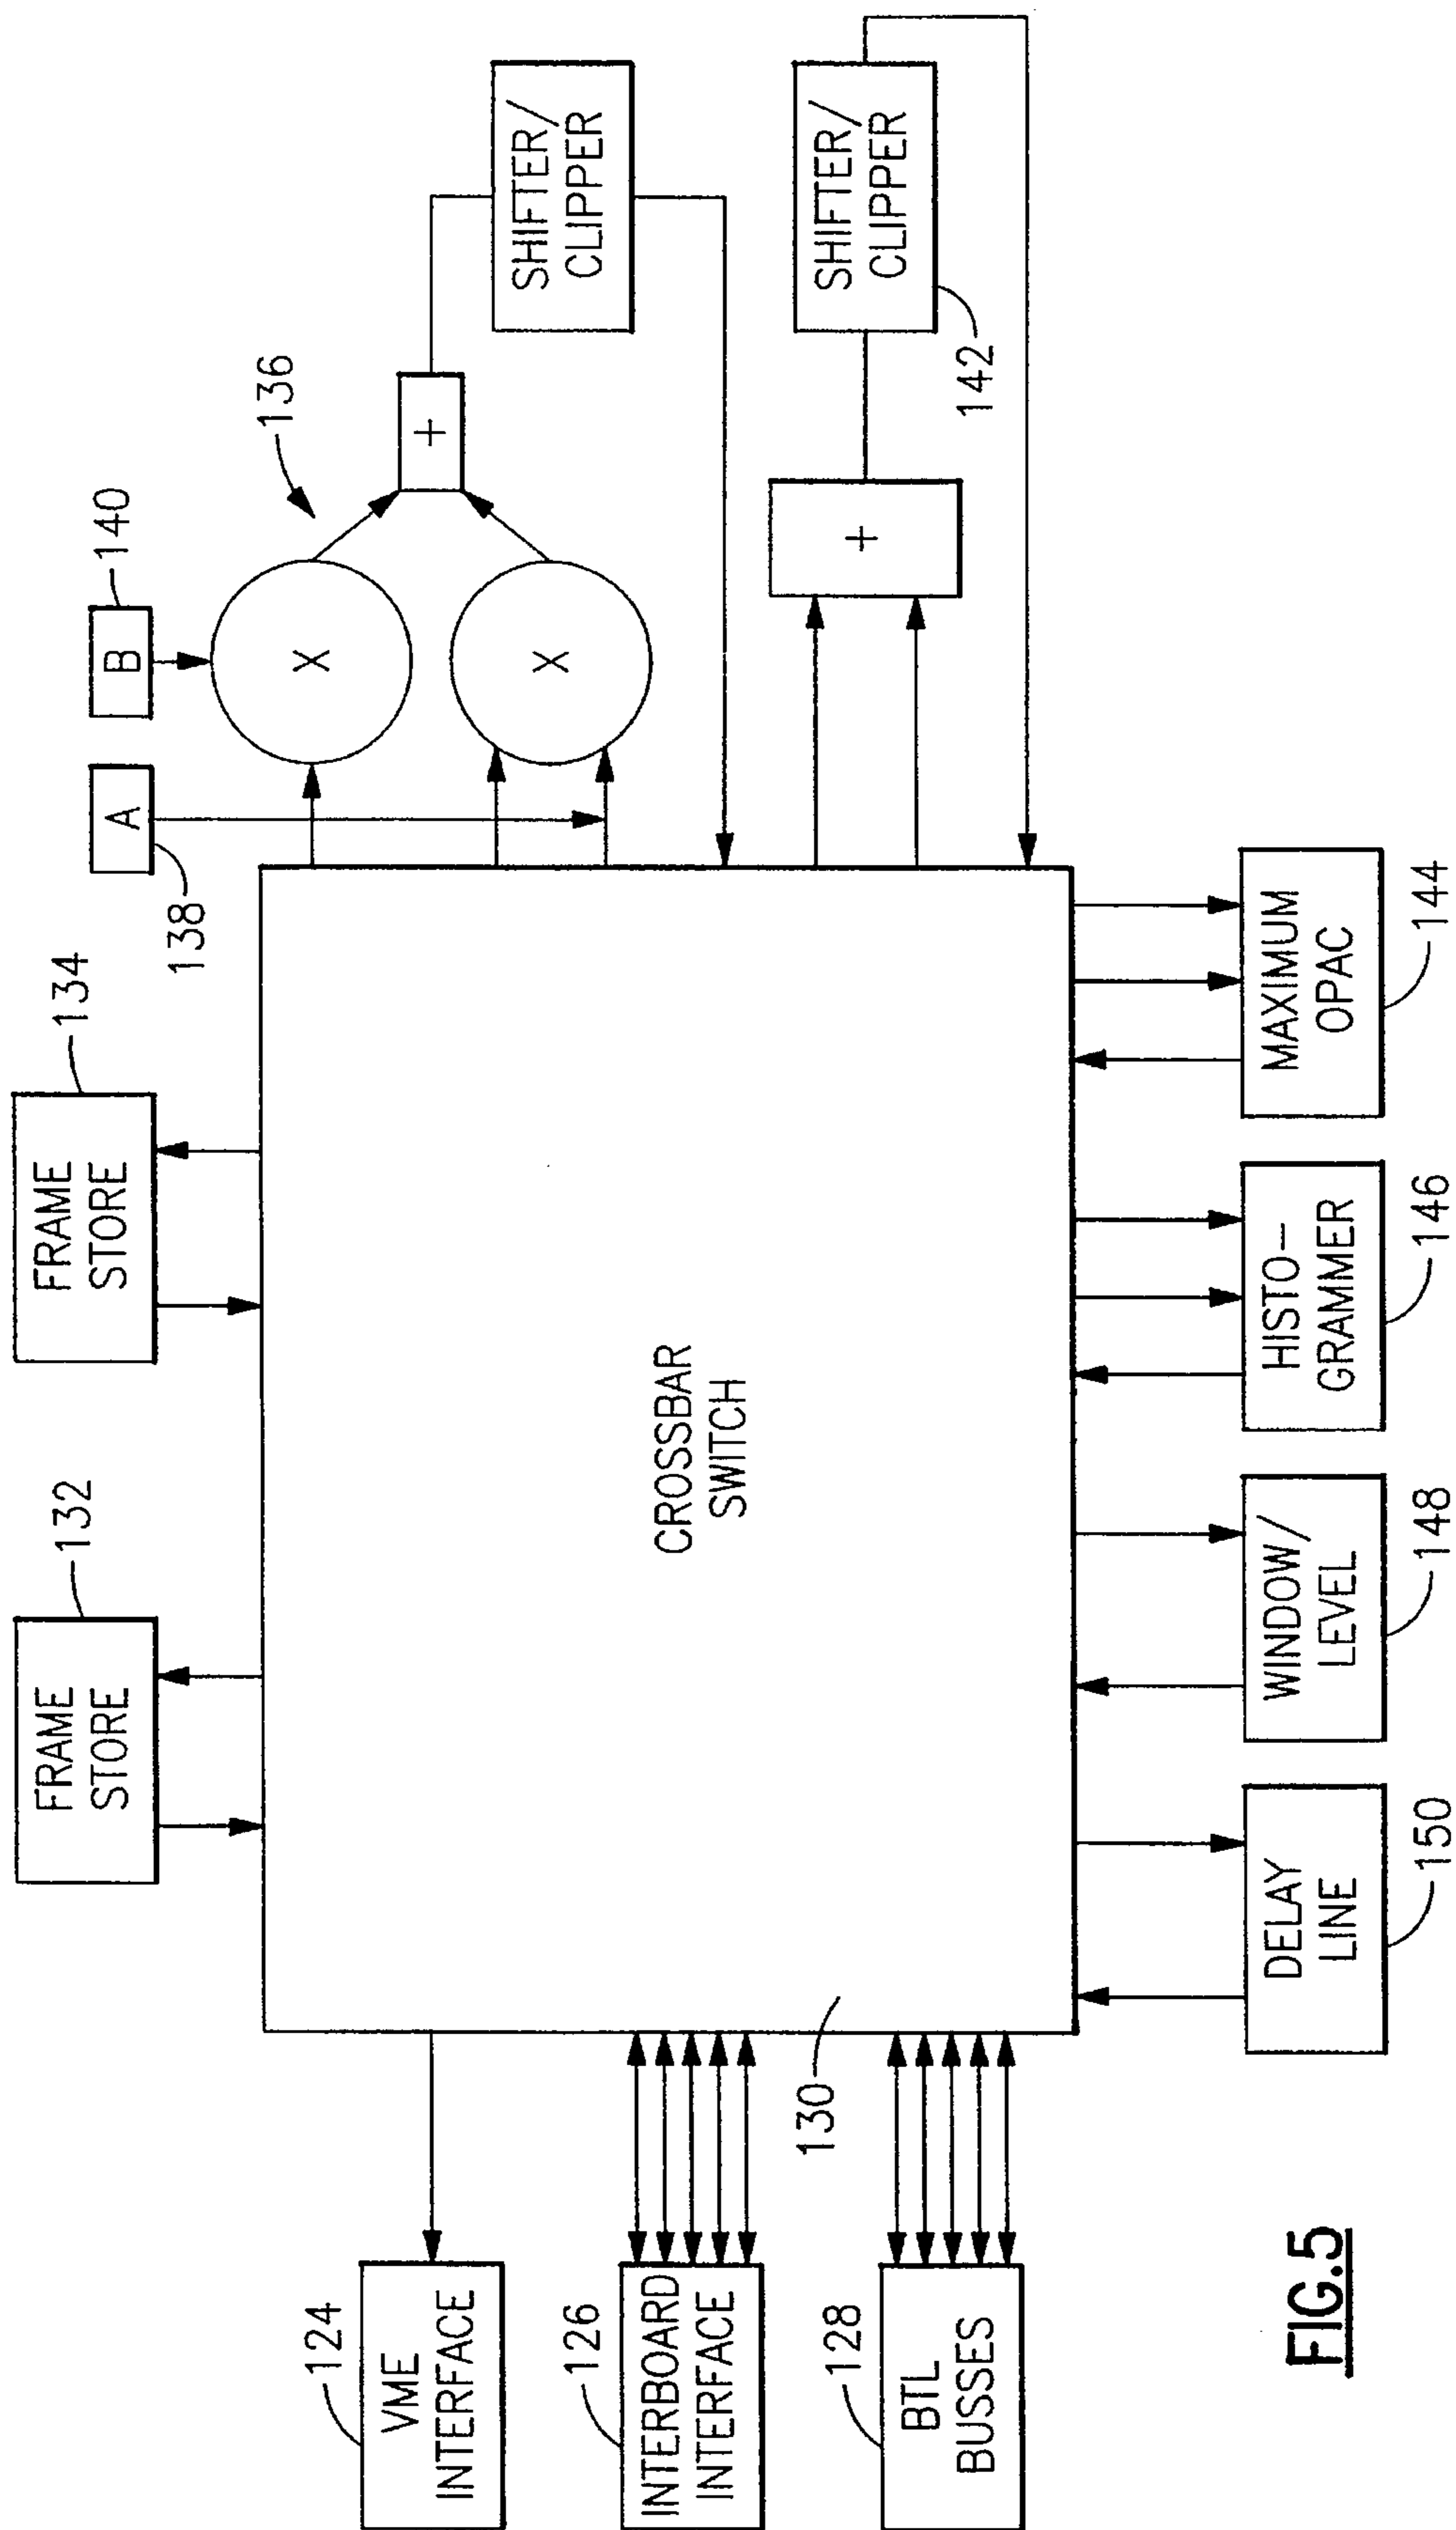 FRAME
STORE
132
FRAME
STORE
134
A
138
B
140
X
X
136
+
SHIFTER/
CLIPPER
+
SHIFTER/
CLIPPER
142
124
VME
INTERFACE
126
INTERBOARD
INTERFACE
128
BTL
BUSSES
CROSSBAR
SWITCH
130
DELAY
LINE
150
WINDOW/
LEVEL
148
HISTO-
GRAMMER
146
MAXIMUM
OPAC
144
FIG.5